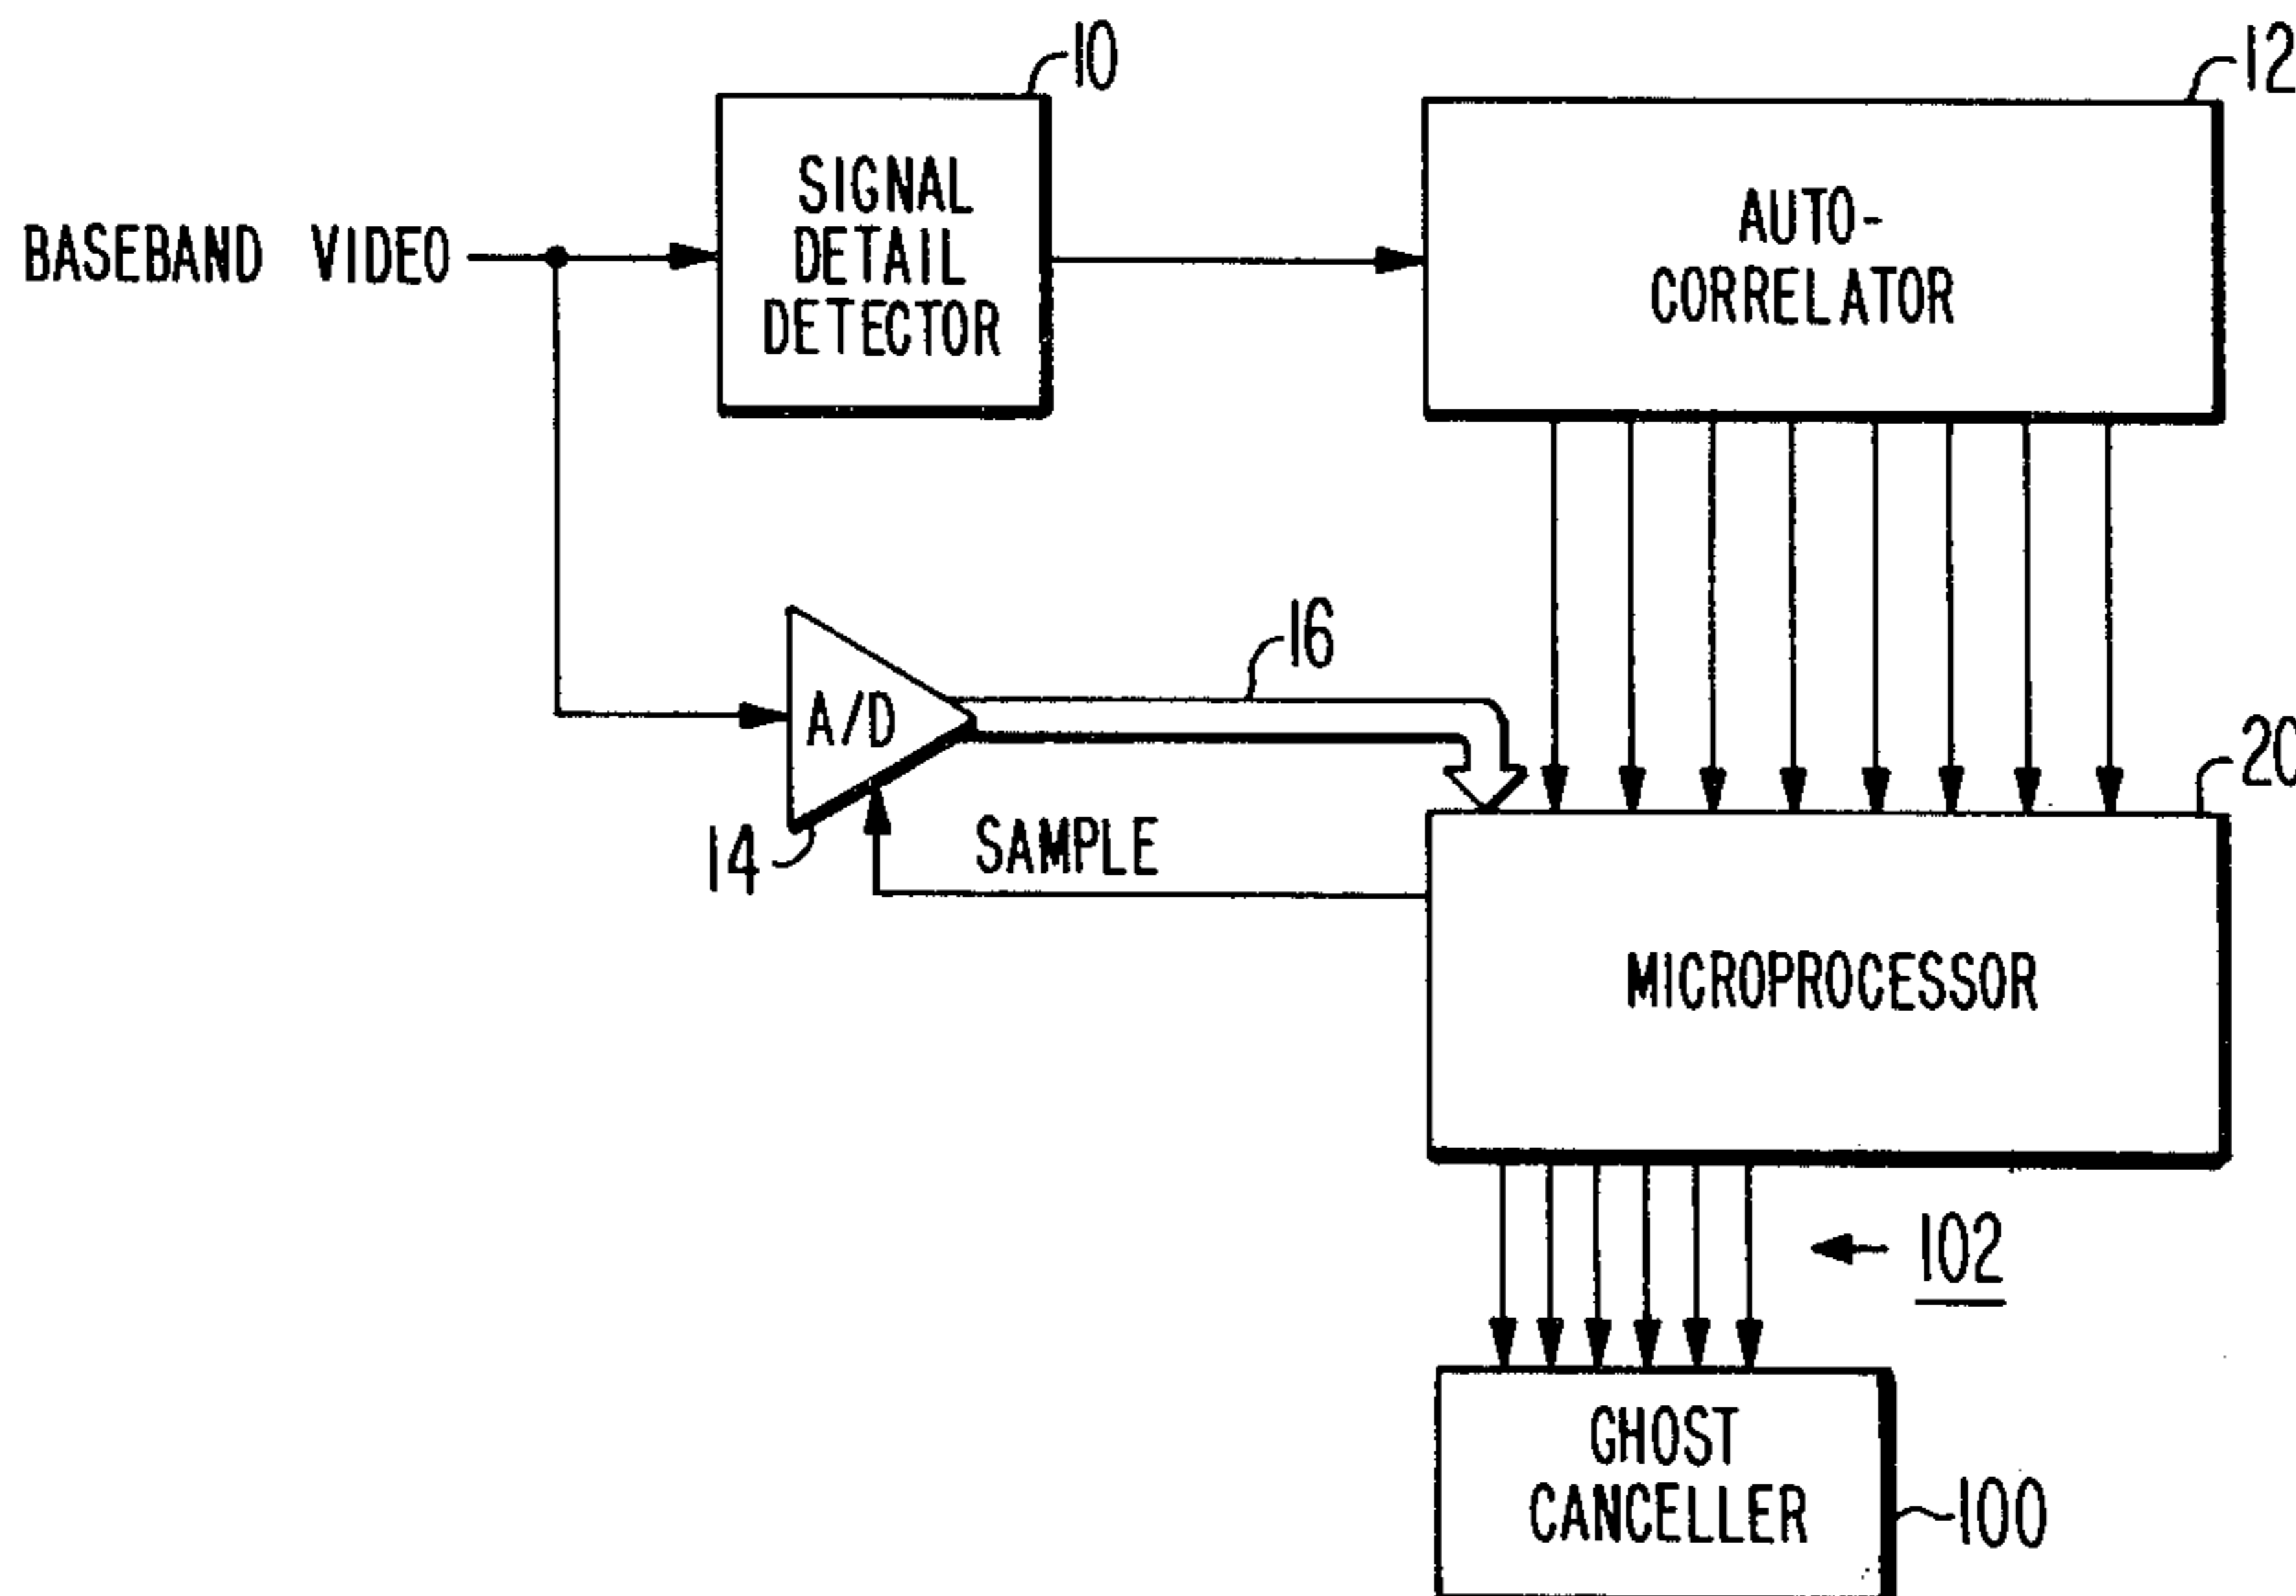 10
12
SIGNAL
DETAIL
DETECTOR
AUTO-
CORRELATOR
BASEBAND VIDEO
16
A/D
20
14
SAMPLE
MICROPROCESSOR
102
GHOST
CANCELLER
100